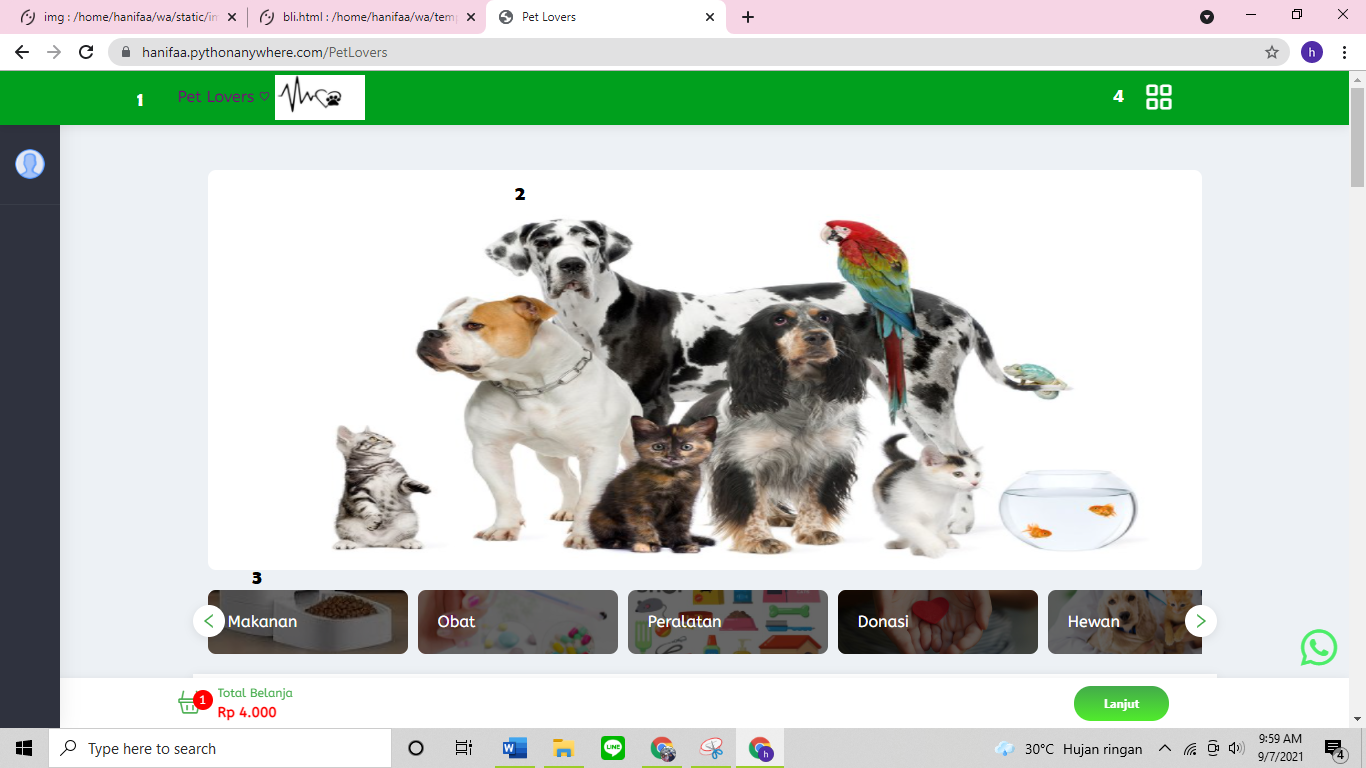 img : /home/hanifaa/wa/static/im
bli.html : /home/hanifaa/wa/temp
Pet Lovers
hanifaa.pythonanywhere.com/PetLovers
h
1
Pet Lovers ♡
4
2
3
Makanan
Obat
Peralatan
Donasi
Hewan
1
Total Belanja
Rp 4.000
Lanjut
Type here to search
LINE
h
30°C Hujan ringan
9:59 AM
9/7/2021
4